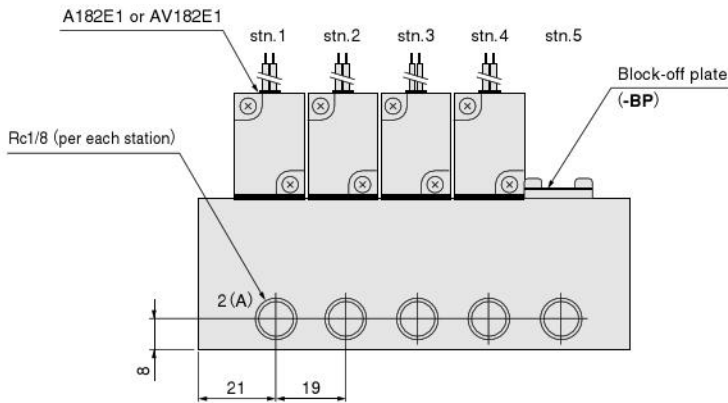 A182E1 or AV182E1
stn.1 stn.2 stn.3 stn.4 stn.5
Block-off plate
(-BP)
Rc1/8 (per each station)
2 (A)
8
21
19